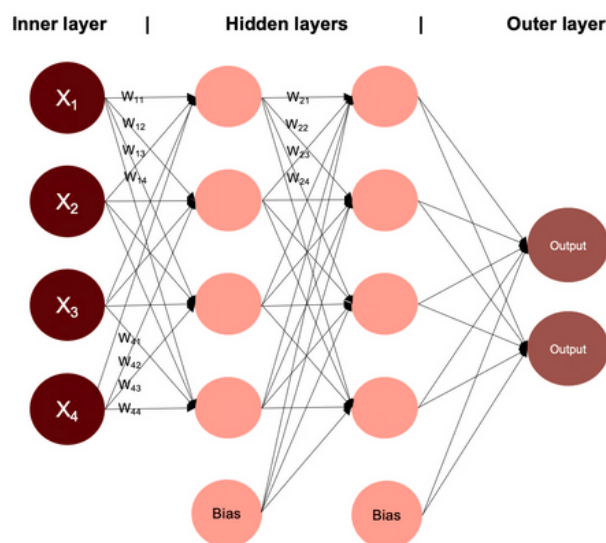 Inner layer | Hidden layers | Outer layer
X₁
W₁₁
W₁₂
W₁₃
W₁₄
W₂₁
W₂₂
W₂₃
W₂₄
X₂
X₃
W₄₁
W₄₂
W₄₃
W₄₄
X₄
Output
Output
Bias
Bias